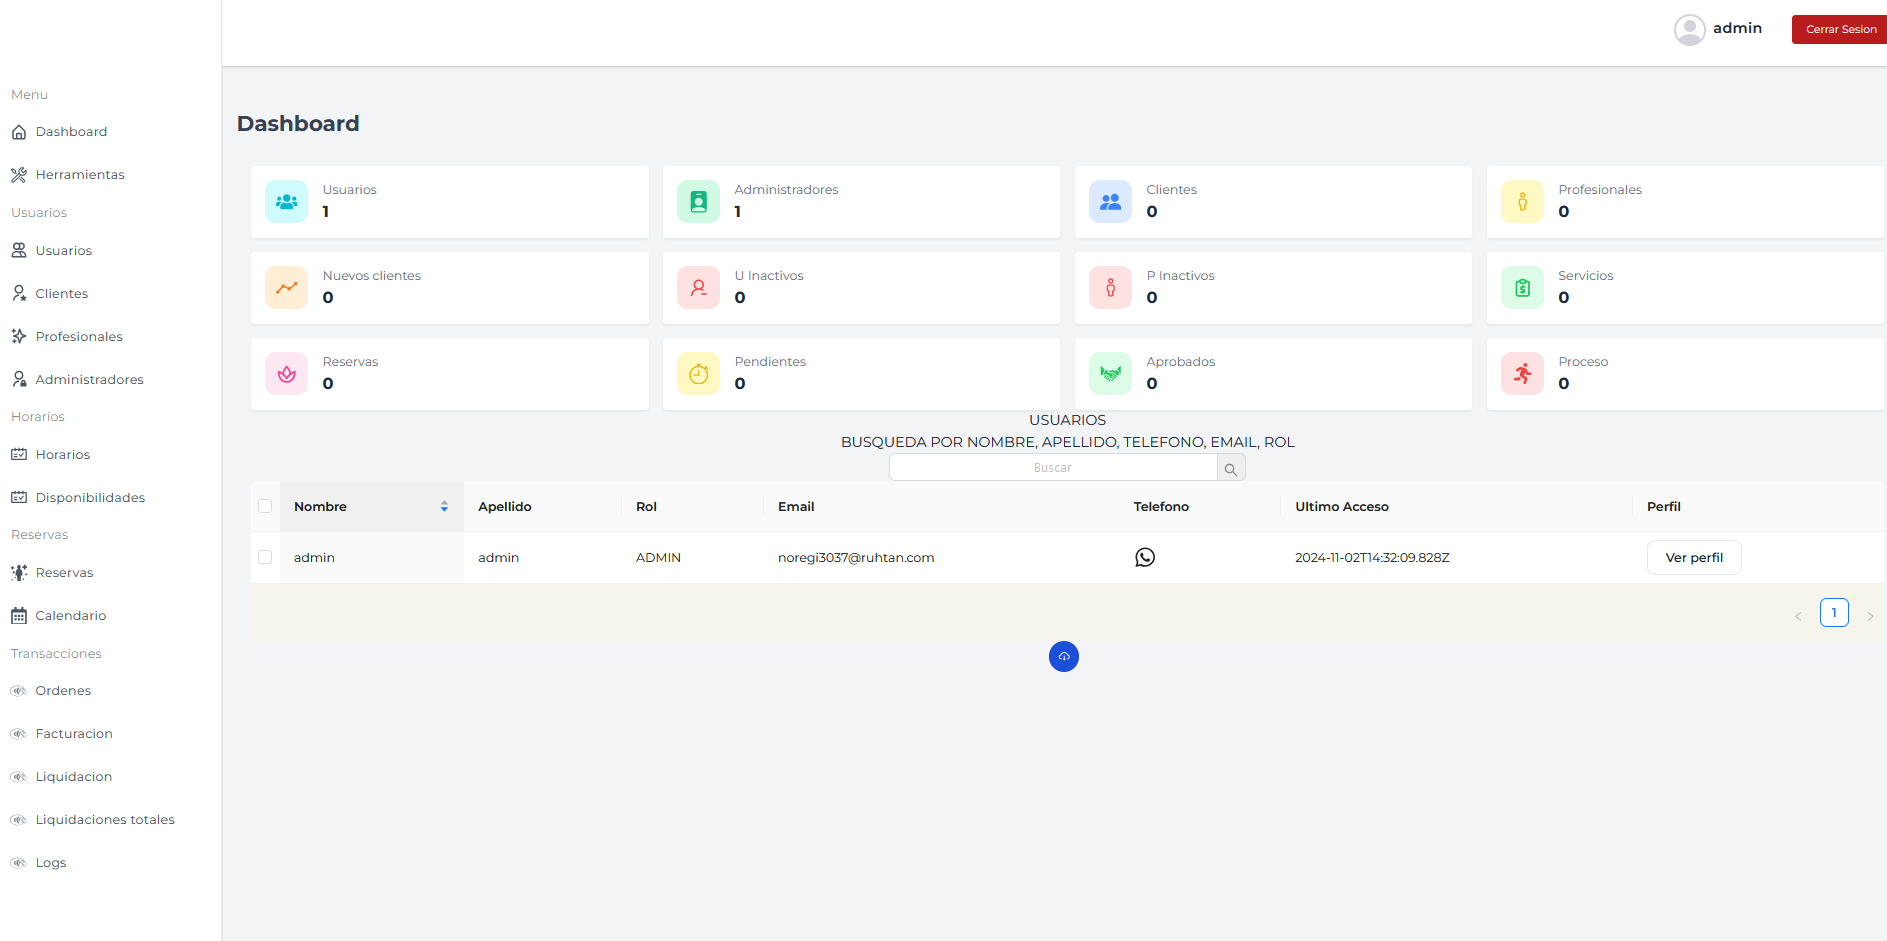 admin
Cerrar Sesion
Menu
Dashboard
Herramientas
Usuarios
Usuarios
Clientes
Profesionales
Administradores
Horarios
Horarios
Disponibilidades
Reservas
Reservas
Calendario
Transacciones
Ordenes
Facturacion
Liquidacion
Liquidaciones totales
Logs
Dashboard
Usuarios
1
Administradores
1
Clientes
0
Profesionales
0
Nuevos clientes
0
U Inactivos
0
P Inactivos
0
Servicios
0
Reservas
0
Pendientes
0
Aprobados
0
Proceso
0
USUARIOS
BUSQUEDA POR NOMBRE, APELLIDO, TELEFONO, EMAIL, ROL
Buscar
Nombre Apellido Rol Email Telefono Ultimo Acceso Perfil
admin admin ADMIN noregi3037@ruhtan.com 2024-11-02T14:32:09.828Z Ver perfil
< 1 >